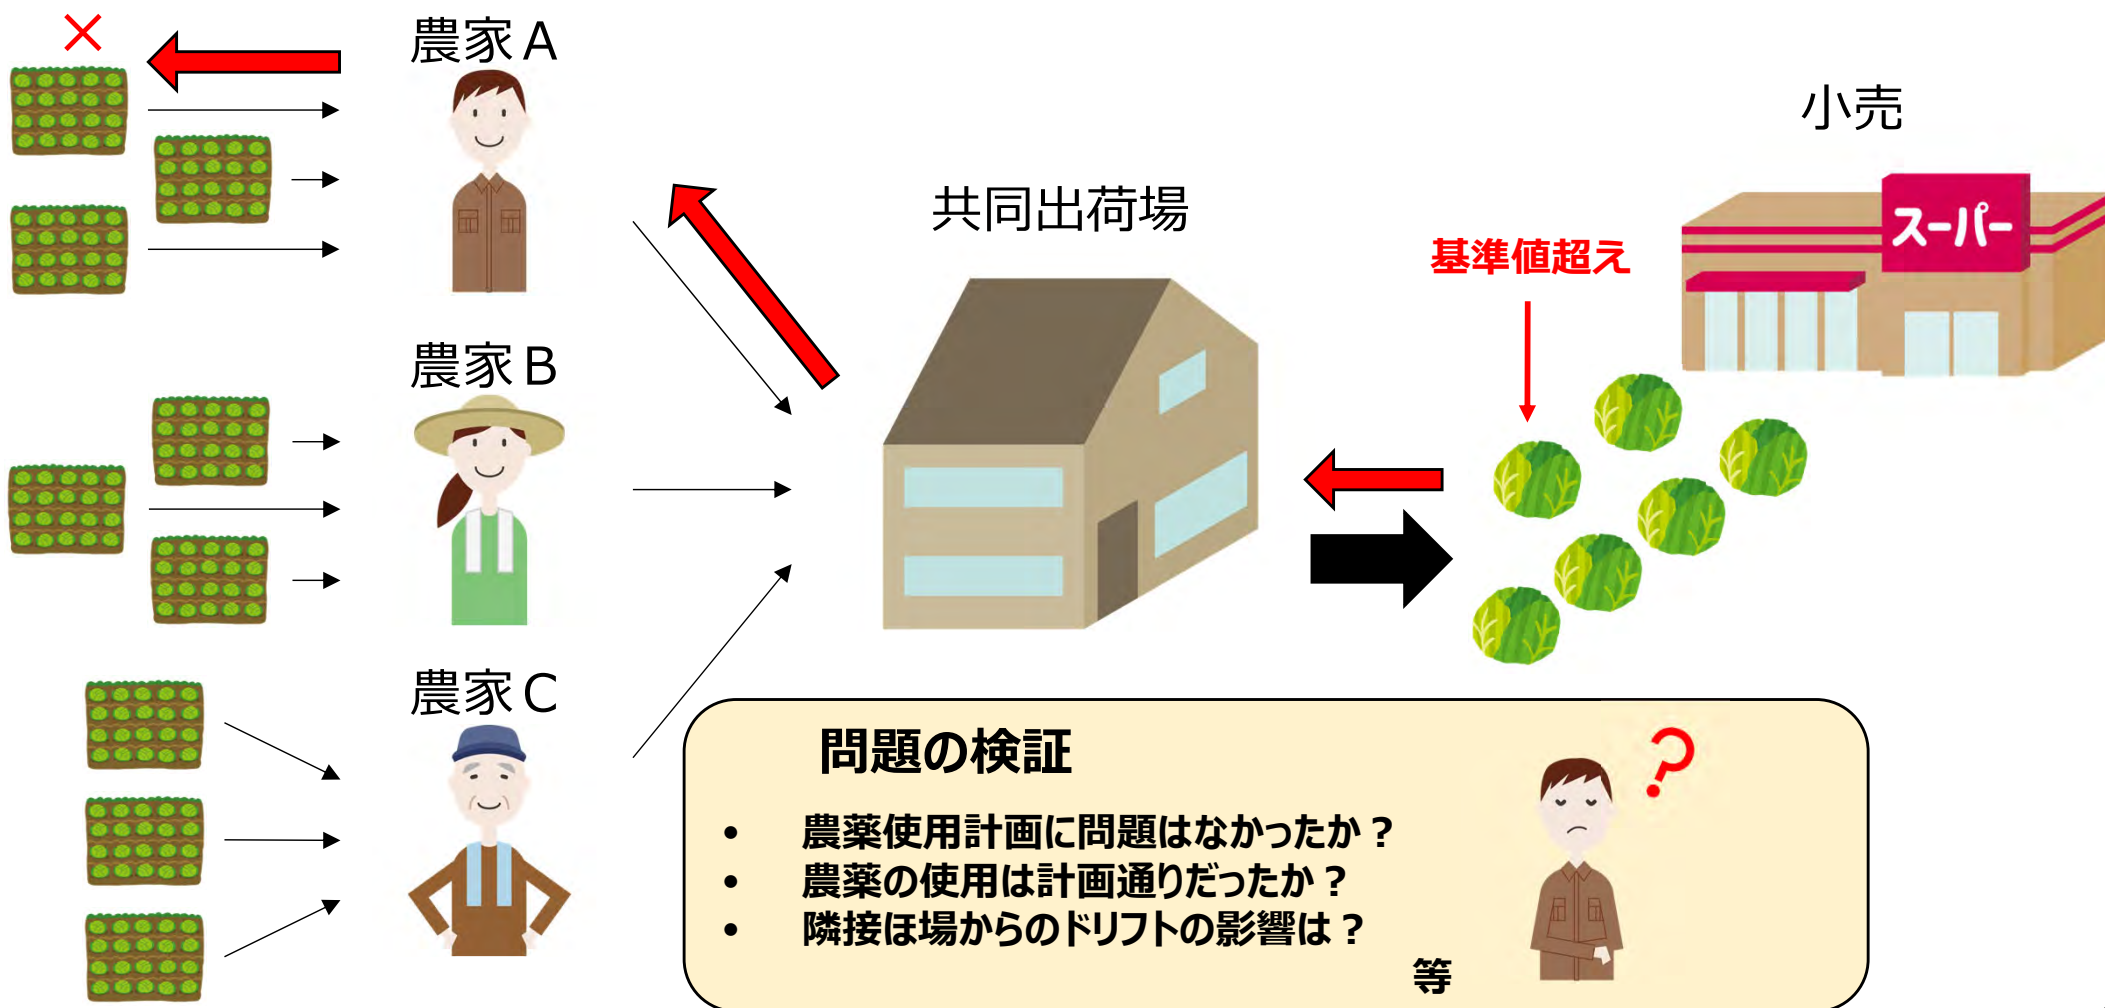 ×
農家A
小売
共同出荷場
スーパー
基準値超え
農家B
農家C
問題の検証
?
• 農薬使用計画に問題はなかったか？
• 農薬の使用は計画通りだったか？
• 隣接ほ場からのドリフトの影響は？
等